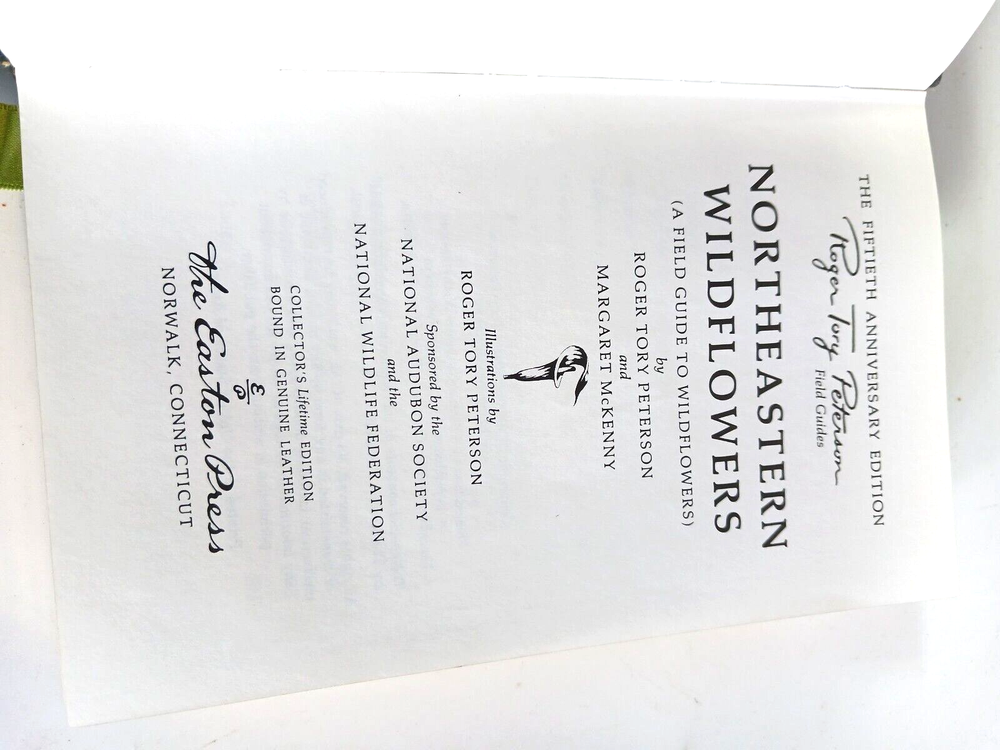 THE FIFTIETH ANNIVERSARY EDITION
Roger Tory Peterson
Field Guides
NORTHEASTERN
WILDFLOWERS
(A FIELD GUIDE TO WILDFLOWERS)
by
ROGER TORY PETERSON
and
MARGARET McKENNY
Illustrations by
ROGER TORY PETERSON
Sponsored by the
NATIONAL AUDUBON SOCIETY
and the
NATIONAL WILDLIFE FEDERATION
COLLECTOR'S Lifetime EDITION
BOUND IN GENUINE LEATHER
E
P
The Easton Press
NORWALK, CONNECTICUT